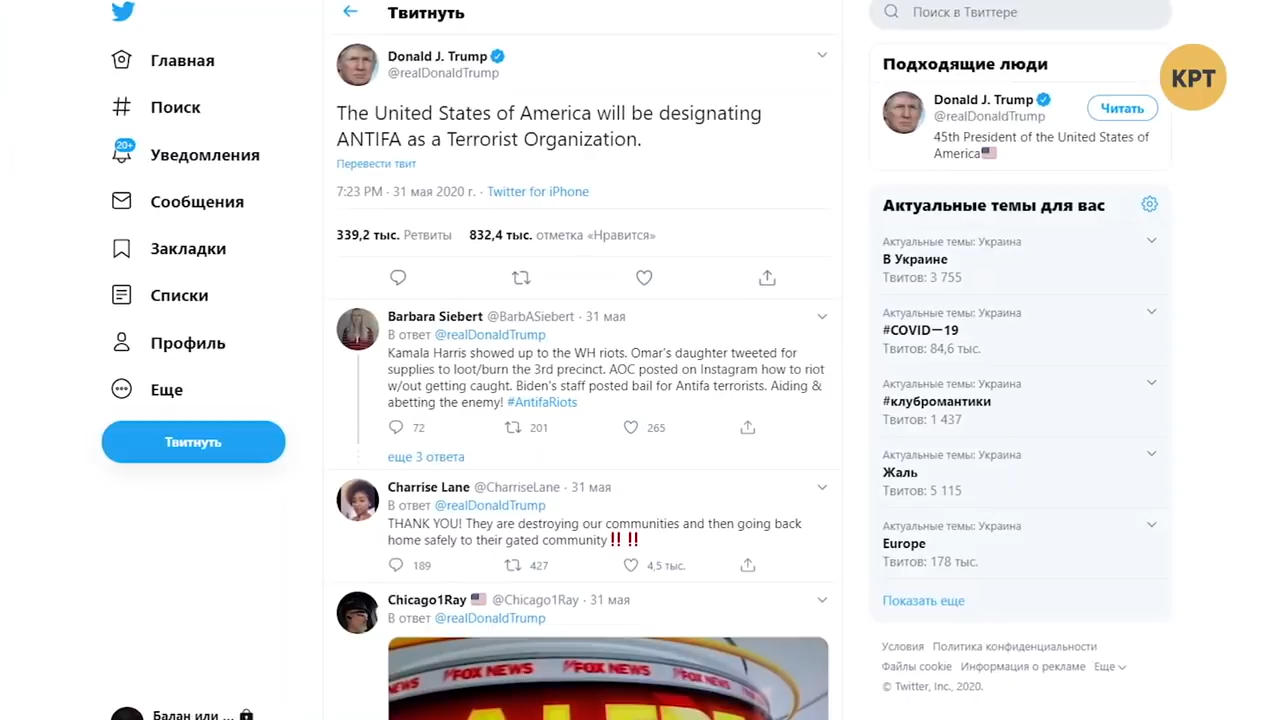 Главная
Поиск
20+
Уведомления
Сообщения
Закладки
Списки
Профиль
Еще
Твитнуть
Балан или ...
Твитнуть
Donald J. Trump
@realDonaldTrump
The United States of America will be designating
ANTIFA as a Terrorist Organization.
Перевести твит
7:23 PM · 31 мая 2020 г. · Twitter for iPhone
339,2 тыс. Ретвиты 832,4 тыс. отметка «Нравится»
Barbara Siebert @BarbASiebert · 31 мая
В ответ @realDonaldTrump
Kamala Harris showed up to the WH riots. Omar's daughter tweeted for
supplies to loot/burn the 3rd precinct. AOC posted on Instagram how to riot
w/out getting caught. Biden's staff posted bail for Antifa terrorists. Aiding &
abetting the enemy! #AntifaRiots
72 201 265
еще 3 ответа
Charrise Lane @CharriseLane · 31 мая
В ответ @realDonaldTrump
THANK YOU! They are destroying our communities and then going back
home safely to their gated community‼️ ‼️
189 427 4,5 тыс.
Chicago1Ray 🇺🇸 @Chicago1Ray · 31 мая
В ответ @realDonaldTrump
NEWS FOX NEWS FOX NEWS FOX NEWS
ALERT
Поиск в Твиттере
КРТ
Подходящие люди
Donald J. Trump
@realDonaldTrump
Читать
45th President of the United States of
America🇺🇸
Актуальные темы для вас
Актуальные темы: Украина
В Украине
Твитов: 3 755
Актуальные темы: Украина
#COVID—19
Твитов: 84,6 тыс.
Актуальные темы: Украина
#клубромантики
Твитов: 1 437
Актуальные темы: Украина
Жаль
Твитов: 5 115
Актуальные темы: Украина
Europe
Твитов: 178 тыс.
Показать еще
Условия Политика конфиденциальности
Файлы cookie Информация о рекламе Еще
© Twitter, Inc., 2020.